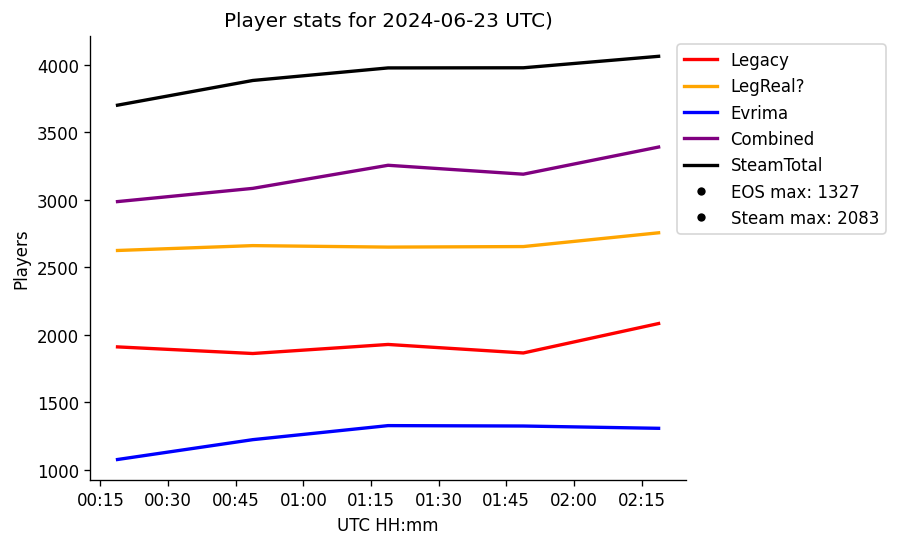 Player stats for 2024-06-23 UTC)
4000
3500
3000
2500
2000
1500
1000
Players
00:15 00:30 00:45 01:00 01:15 01:30 01:45 02:00 02:15
UTC HH:mm
Legacy
LegReal?
Evrima
Combined
SteamTotal
EOS max: 1327
Steam max: 2083